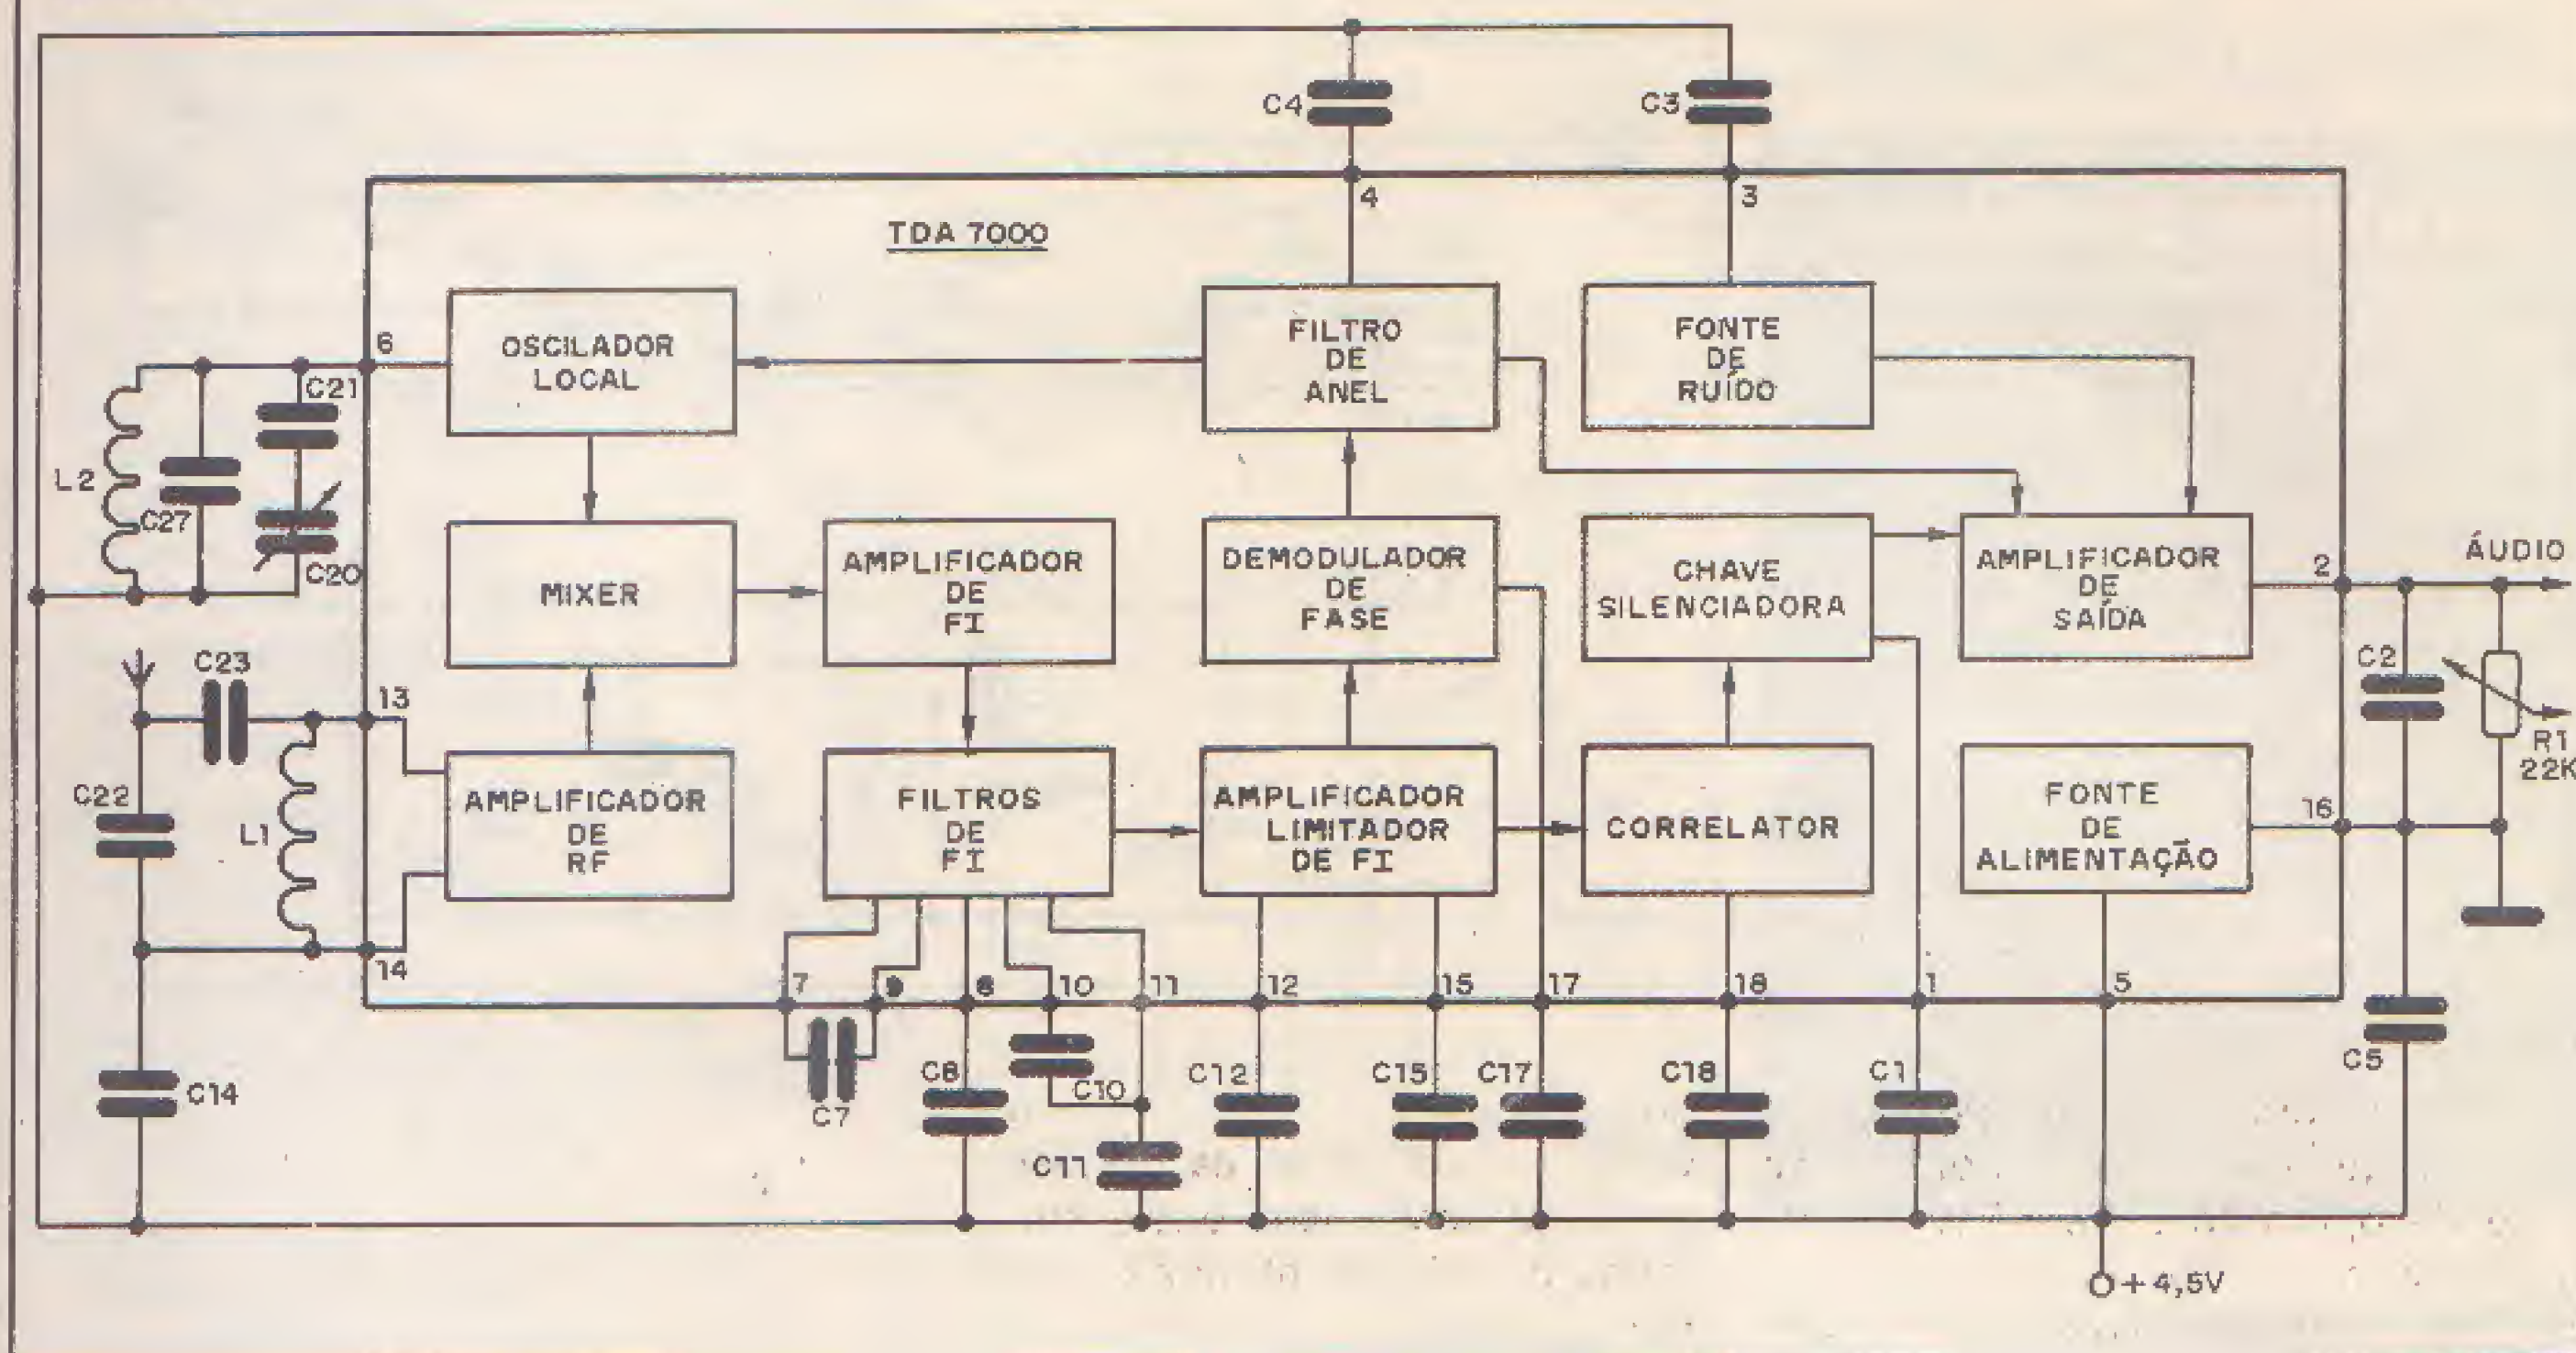 C4
C3
4
3
TDA 7000
6
OSCILADOR
LOCAL
FILTRO
DE
ANEL
FONTE
DE
RUÍDO
C21
L2
C27
C20
MIXER
AMPLIFICADOR
DE
FI
DEMODULADOR
DE
FASE
CHAVE
SILENCIADORA
AMPLIFICADOR
DE
SAÍDA
2
ÁUDIO
C23
13
C2
C22
L1
AMPLIFICADOR
DE
RF
FILTROS
DE
FI
AMPLIFICADOR
LIMITADOR
DE FI
CORRELATOR
FONTE
DE
ALIMENTAÇÃO
16
R1
22K
14
7
9
8
10
11
12
15
17
18
1
5
C14
C7
C8
C10
C11
C12
C15
C17
C18
C1
C5
+4,5V